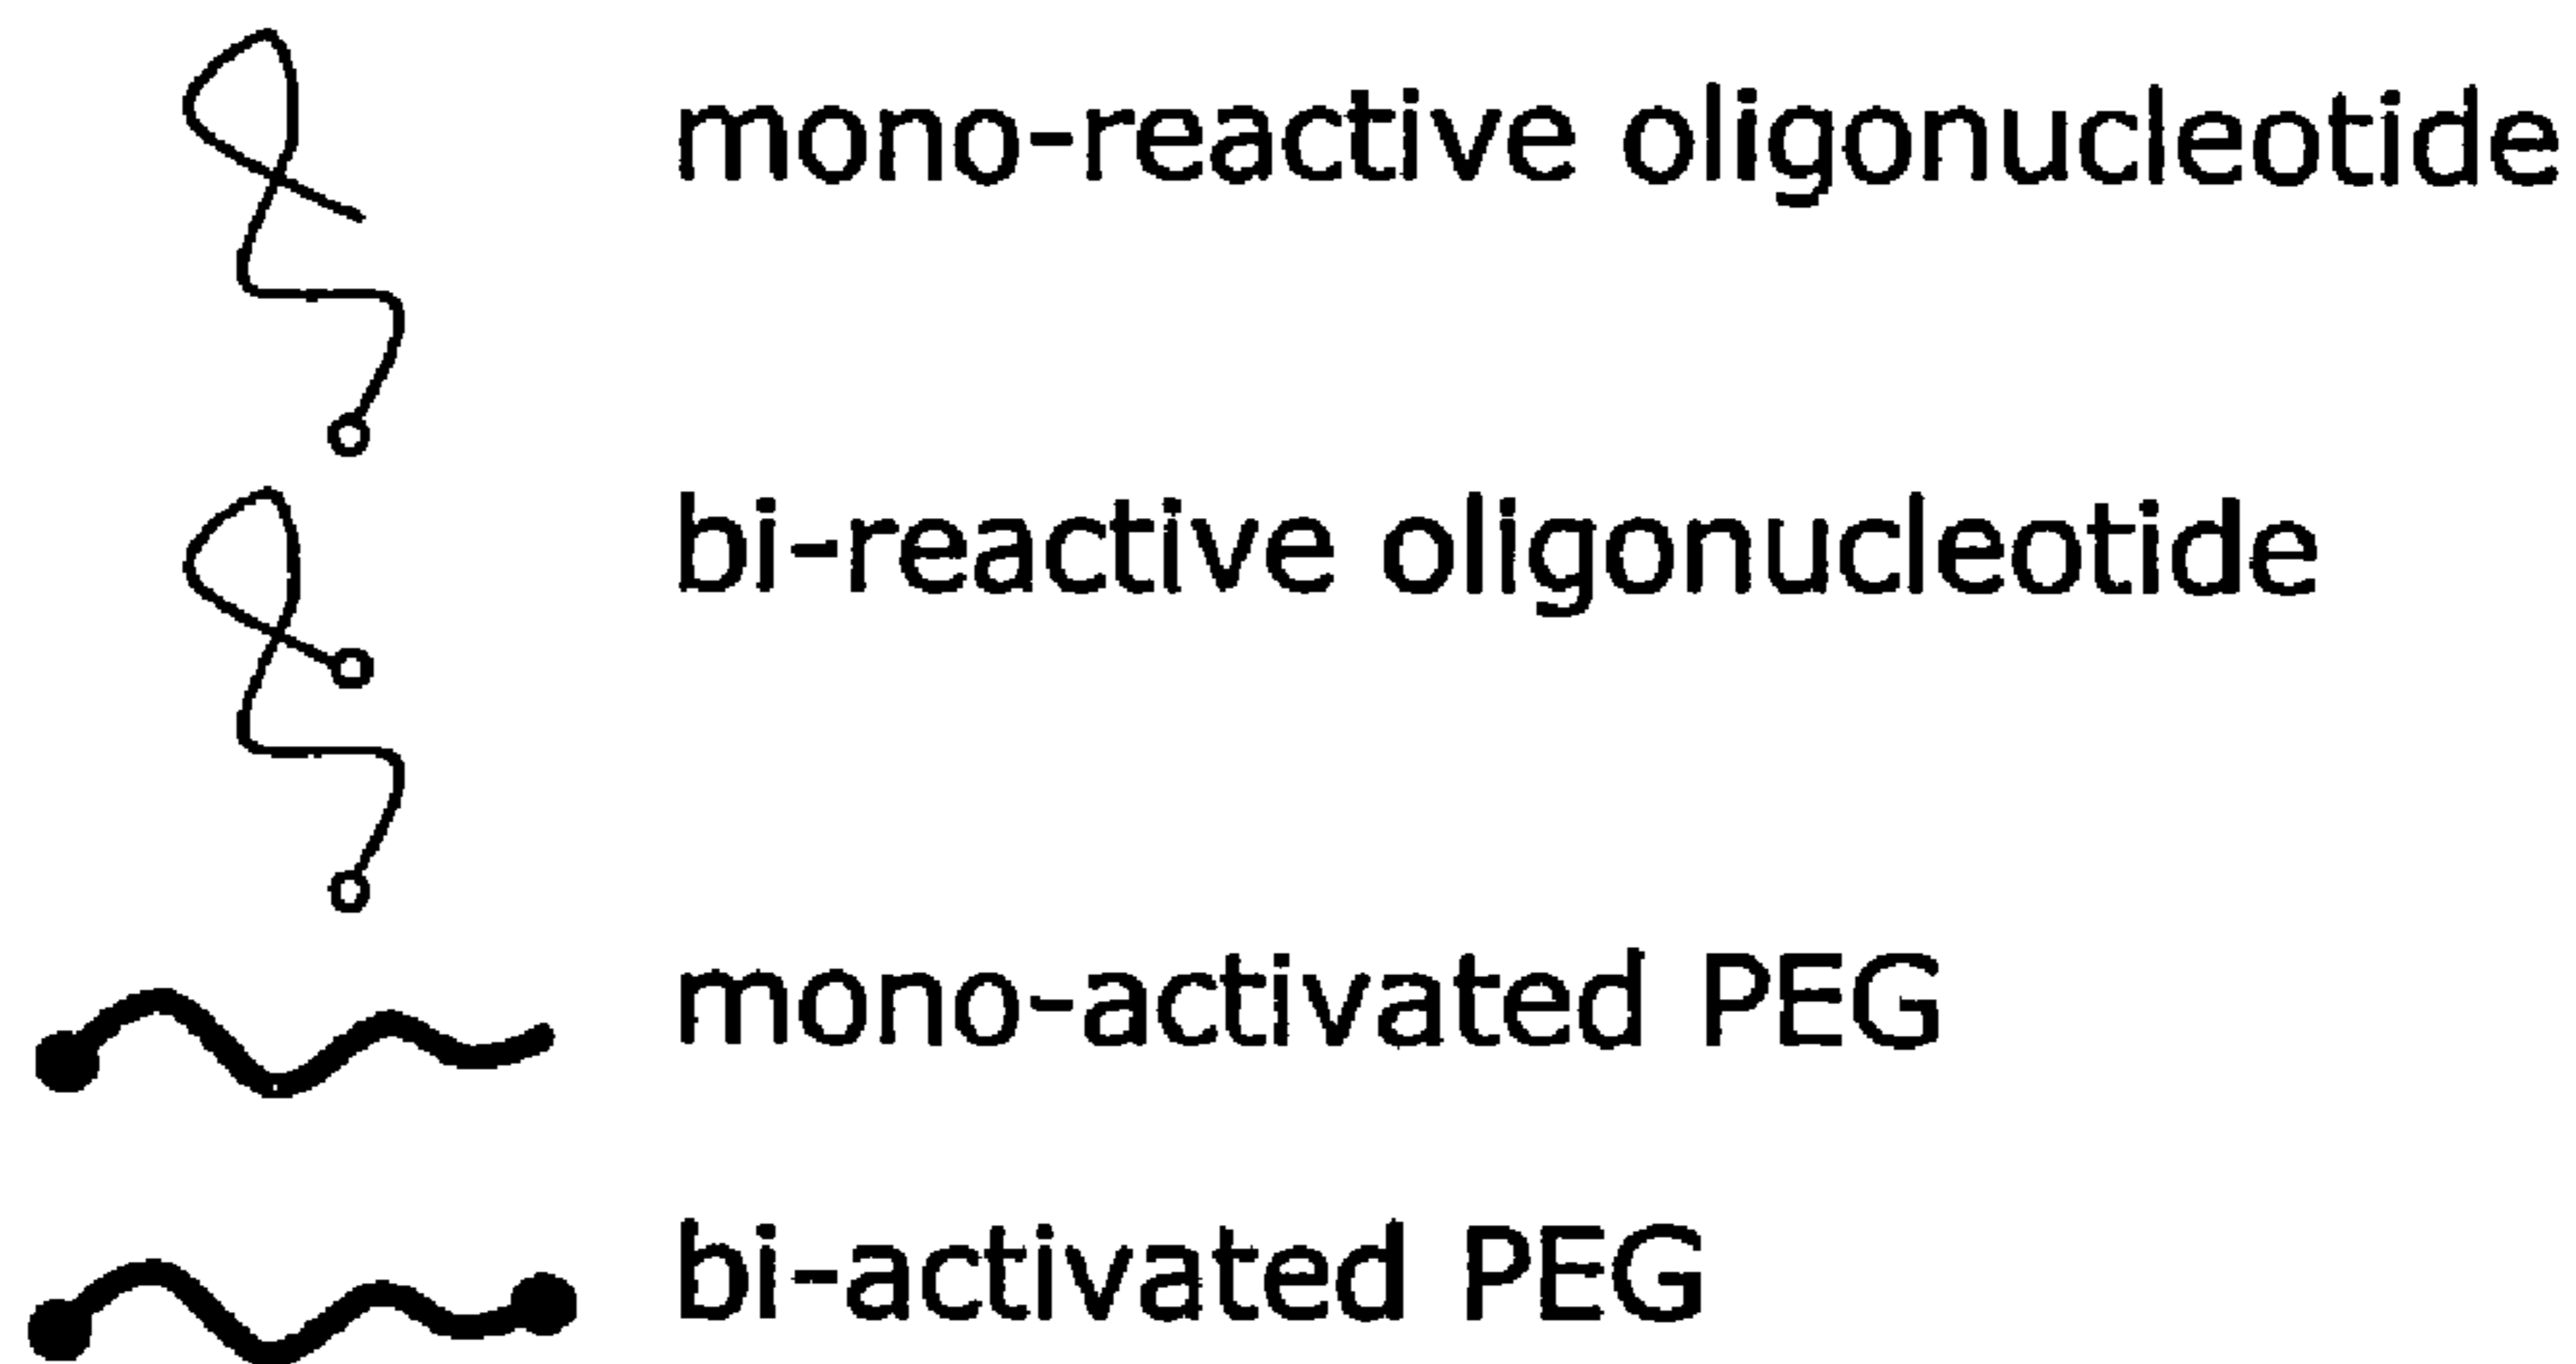 mono-reactive oligonucleotide
bi-reactive oligonucleotide
mono-activated PEG
bi-activated PEG